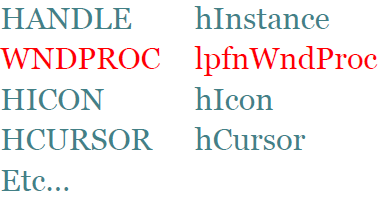 HANDLE hInstance
WNDPROC lpfnWndProc
HICON hIcon
HCURSOR hCursor
Etc...